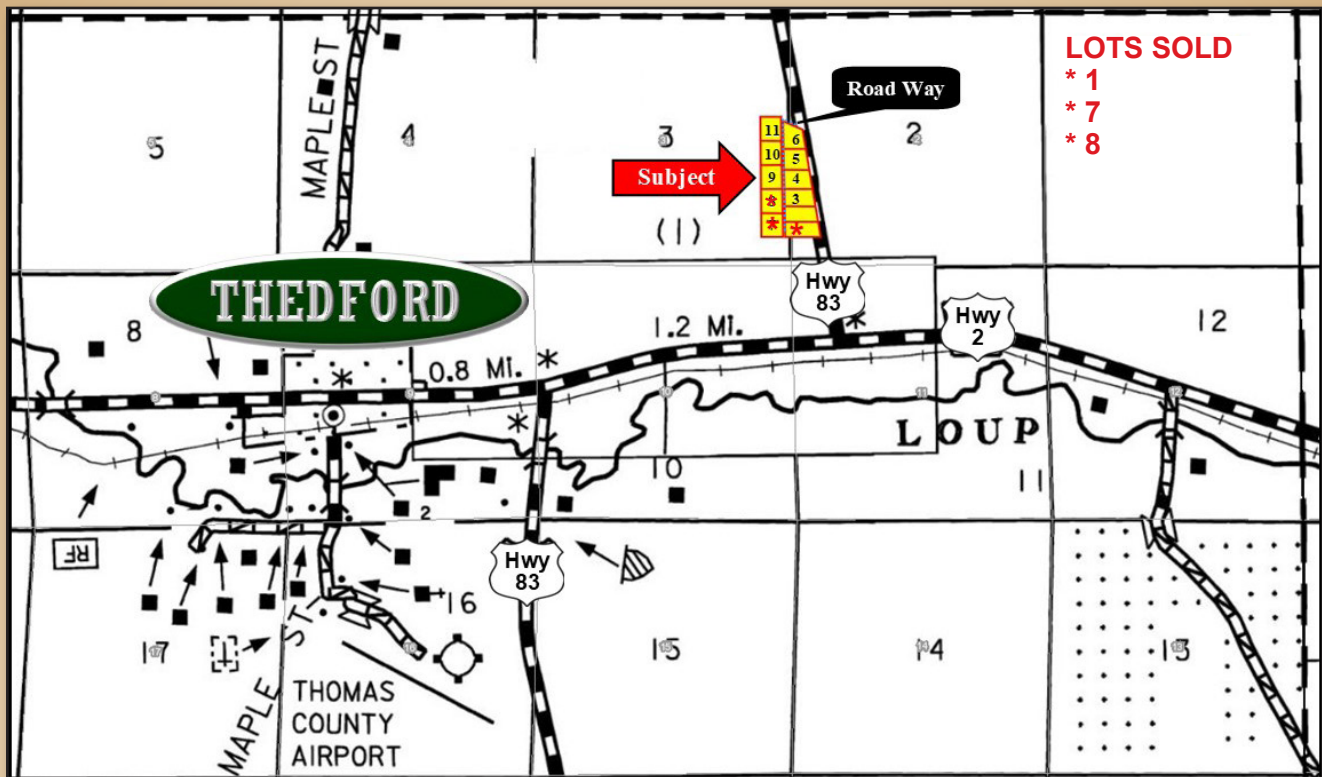 LOTS SOLD
* 1
* 7
* 8
MAPLE ST
5
4
3
2
Road Way
Subject
11
10
9
8
6
5
4
3
(1)
THEDFORD
8
Hwy
83
Hwy
2
12
1.2 Mi.
0.8 Mi.
LOUP
10
11
2
RF
Hwy
83
16
17
15
14
13
MAPLE ST
THOMAS
COUNTY
AIRPORT